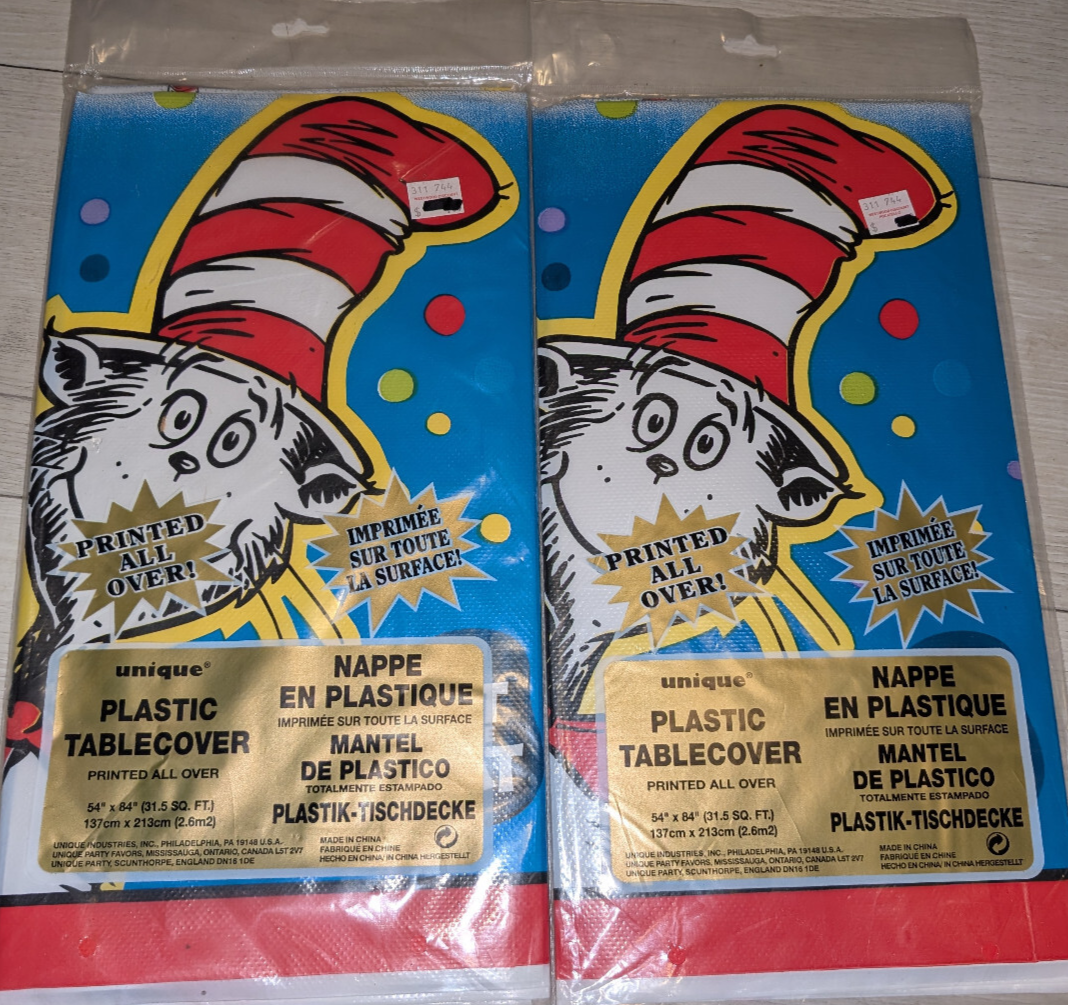 311 744
$
PRINTED
ALL
OVER!
IMPRIMÉE
SUR TOUTE
LA SURFACE!
unique®
PLASTIC
TABLECOVER
PRINTED ALL OVER
54" x 84" (31.5 SQ. FT.)
137cm x 213cm (2.6m2)
UNIQUE INDUSTRIES, INC., PHILADELPHIA, PA 19148 U.S.A.
UNIQUE PARTY FAVORS, MISSISSAUGA, ONTARIO, CANADA L5T 2V7
UNIQUE PARTY, SCUNTHORPE, ENGLAND DN16 1DE
NAPPE
EN PLASTIQUE
IMPRIMÉE SUR TOUTE LA SURFACE
MANTEL
DE PLASTICO
TOTALMENTE ESTAMPADO
PLASTIK-TISCHDECKE
MADE IN CHINA
FABRIQUÉ EN CHINE
HECHO EN CHINA/ IN CHINA HERGESTELLT
311 744
$
PRINTED
ALL
OVER!
IMPRIMÉE
SUR TOUTE
LA SURFACE!
unique®
PLASTIC
TABLECOVER
PRINTED ALL OVER
54" x 84" (31.5 SQ. FT.)
137cm x 213cm (2.6m2)
UNIQUE INDUSTRIES, INC., PHILADELPHIA, PA 19148 U.S.A.
UNIQUE PARTY FAVORS, MISSISSAUGA, ONTARIO, CANADA L5T 2V7
UNIQUE PARTY, SCUNTHORPE, ENGLAND DN16 1DE
NAPPE
EN PLASTIQUE
IMPRIMÉE SUR TOUTE LA SURFACE
MANTEL
DE PLASTICO
TOTALMENTE ESTAMPADO
PLASTIK-TISCHDECKE
MADE IN CHINA
FABRIQUÉ EN CHINE
HECHO EN CHINA/ IN CHINA HERGESTELLT